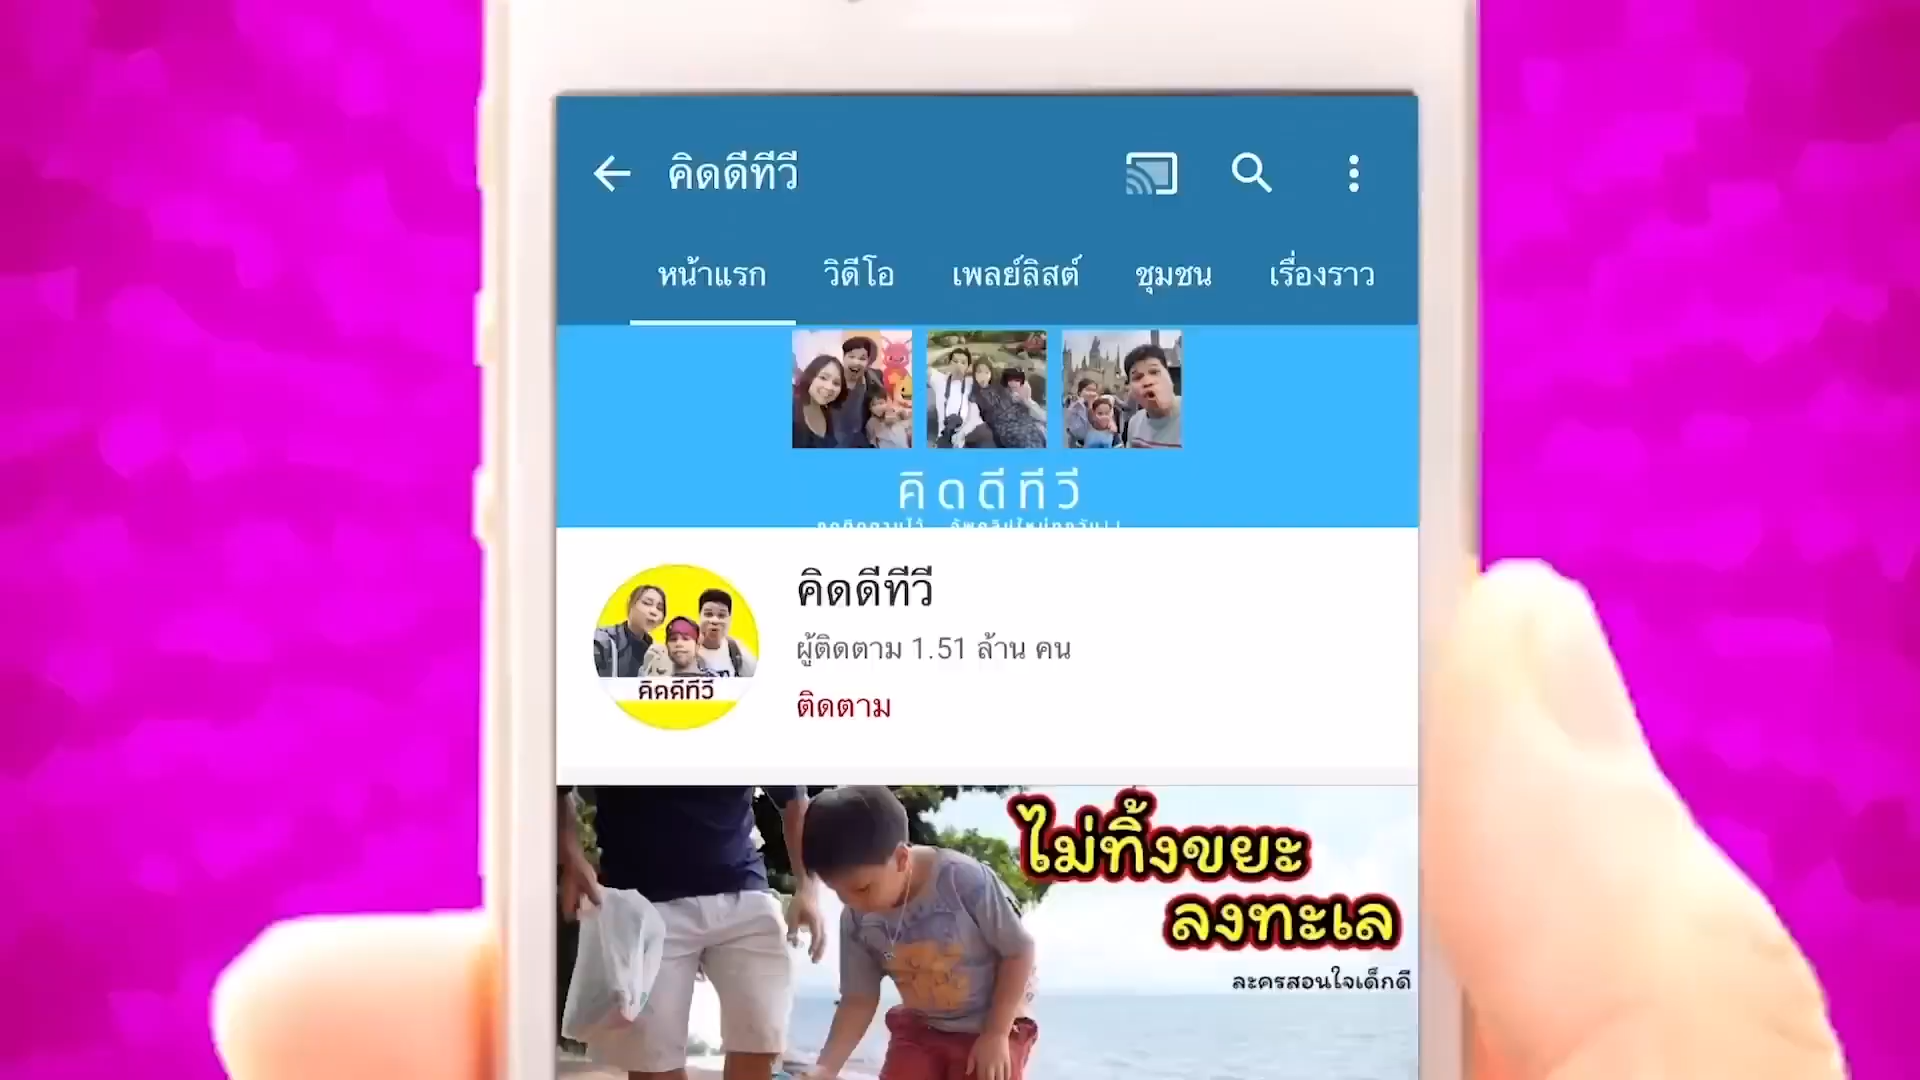 คิดดีทีวี
หน้าแรก วิดีโอ เพลย์ลิสต์ ชุมชน เรื่องราว
คิดดีทีวี
คิดดีทีวี
ผู้ติดตาม 1.51 ล้าน คน
คิดดีทีวี
ติดตาม
ไม่ทิ้งขยะ
ลงทะเล
ละครสอนใจเด็กดี